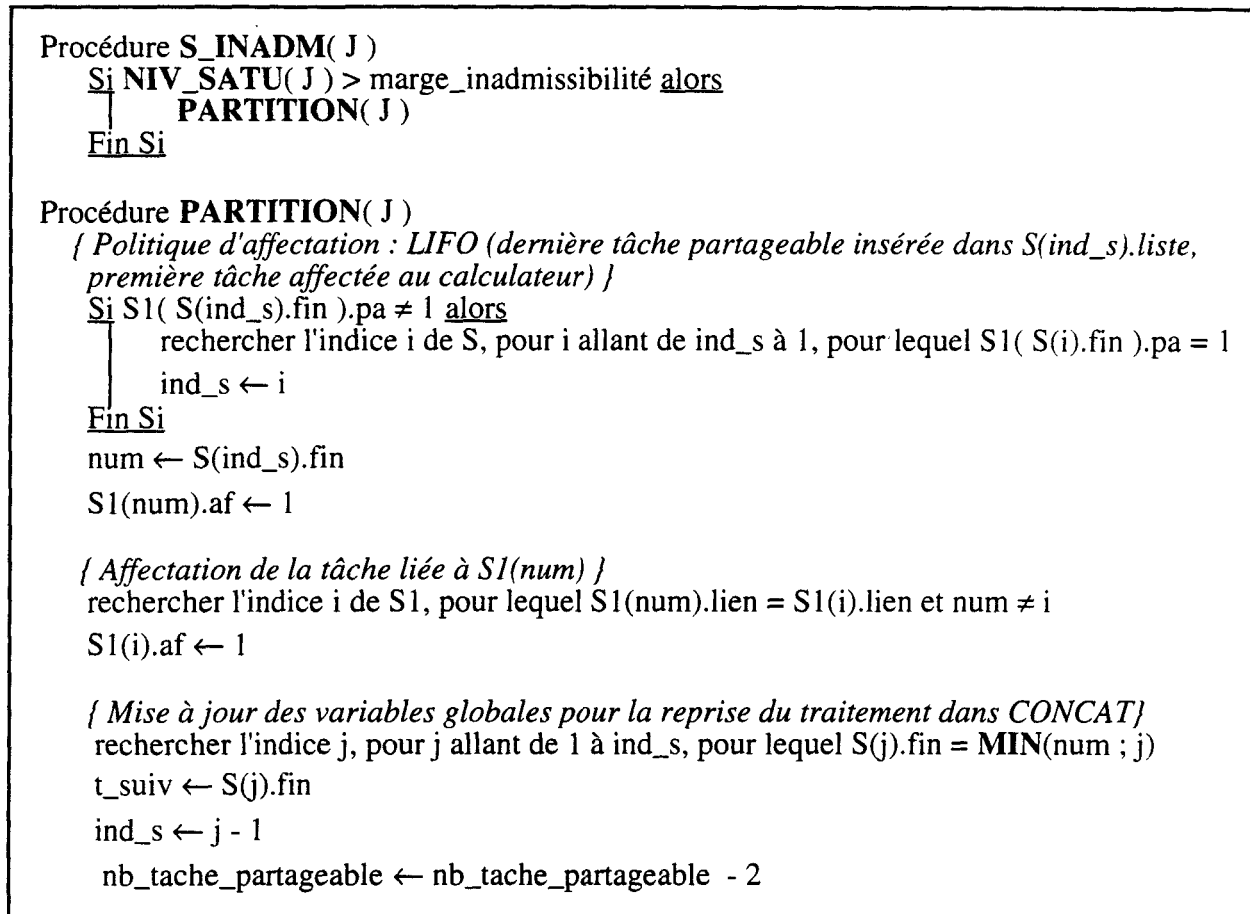 Procédure S_INADM( J )
Si NIV_SATU( J ) > marge_inadmissibilité alors
PARTITION( J )
Fin Si
Procédure PARTITION( J )
{ Politique d'affectation : LIFO (dernière tâche partageable insérée dans S(ind_s).liste,
première tâche affectée au calculateur) }
Si S1( S(ind_s).fin ).pa ≠ 1 alors
rechercher l'indice i de S, pour i allant de ind_s à 1, pour lequel S1( S(i).fin ).pa = 1
ind_s ← i
Fin Si
num ← S(ind_s).fin
S1(num).af ← 1
{ Affectation de la tâche liée à S1(num) }
rechercher l'indice i de S1, pour lequel S1(num).lien = S1(i).lien et num ≠ i
S1(i).af ← 1
{ Mise à jour des variables globales pour la reprise du traitement dans CONCAT}
rechercher l'indice j, pour j allant de 1 à ind_s, pour lequel S(j).fin = MIN(num ; j)
t_suiv ← S(j).fin
ind_s ← j - 1
nb_tache_partageable ← nb_tache_partageable - 2